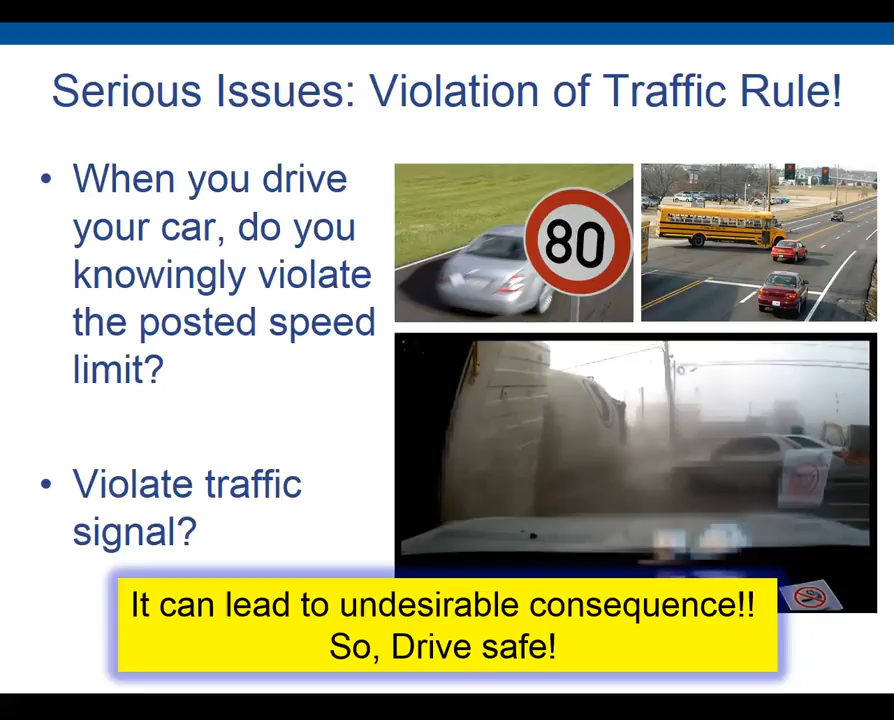 Serious Issues: Violation of Traffic Rule!
• When you drive
your car, do you
knowingly violate
the posted speed
limit?
80
• Violate traffic
signal?
It can lead to undesirable consequence!!
So, Drive safe!